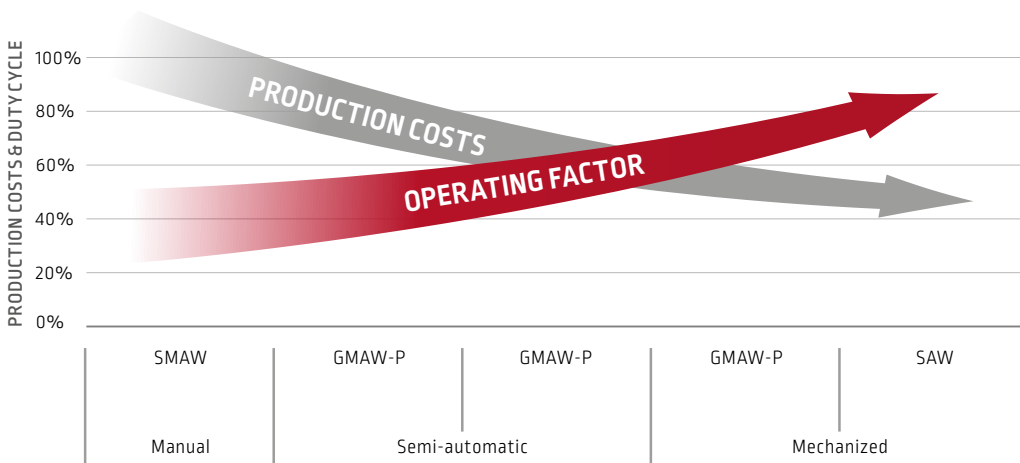 PRODUCTION COSTS & DUTY CYCLE
100%
80%
60%
40%
20%
0%
PRODUCTION COSTS
OPERATING FACTOR
SMAW
GMAW-P
GMAW-P
GMAW-P
SAW
Manual
Semi-automatic
Mechanized